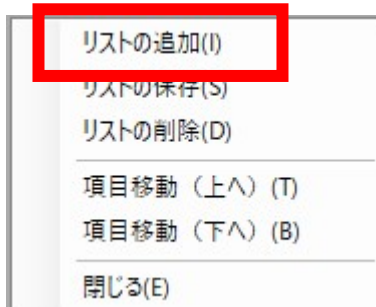 リストの追加(I)
リストの保存(S)
リストの削除(D)
項目移動（上へ）(T)
項目移動（下へ）(B)
閉じる(E)